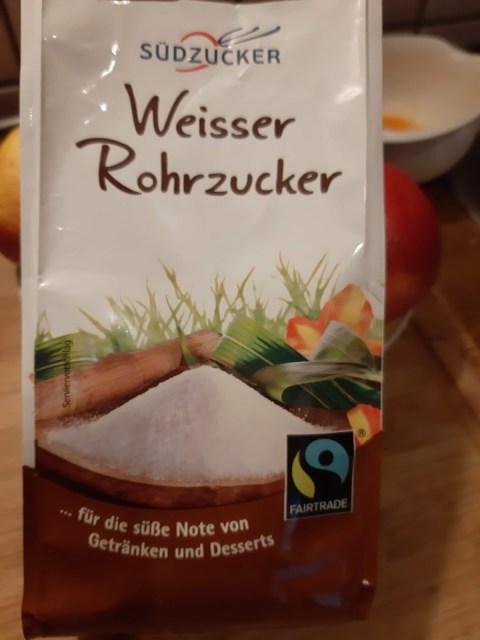 SÜDZUCKER
Weisser
Rohrzucker
Serviervorschlag
®
FAIRTRADE
... für die süße Note von
Getränken und Desserts